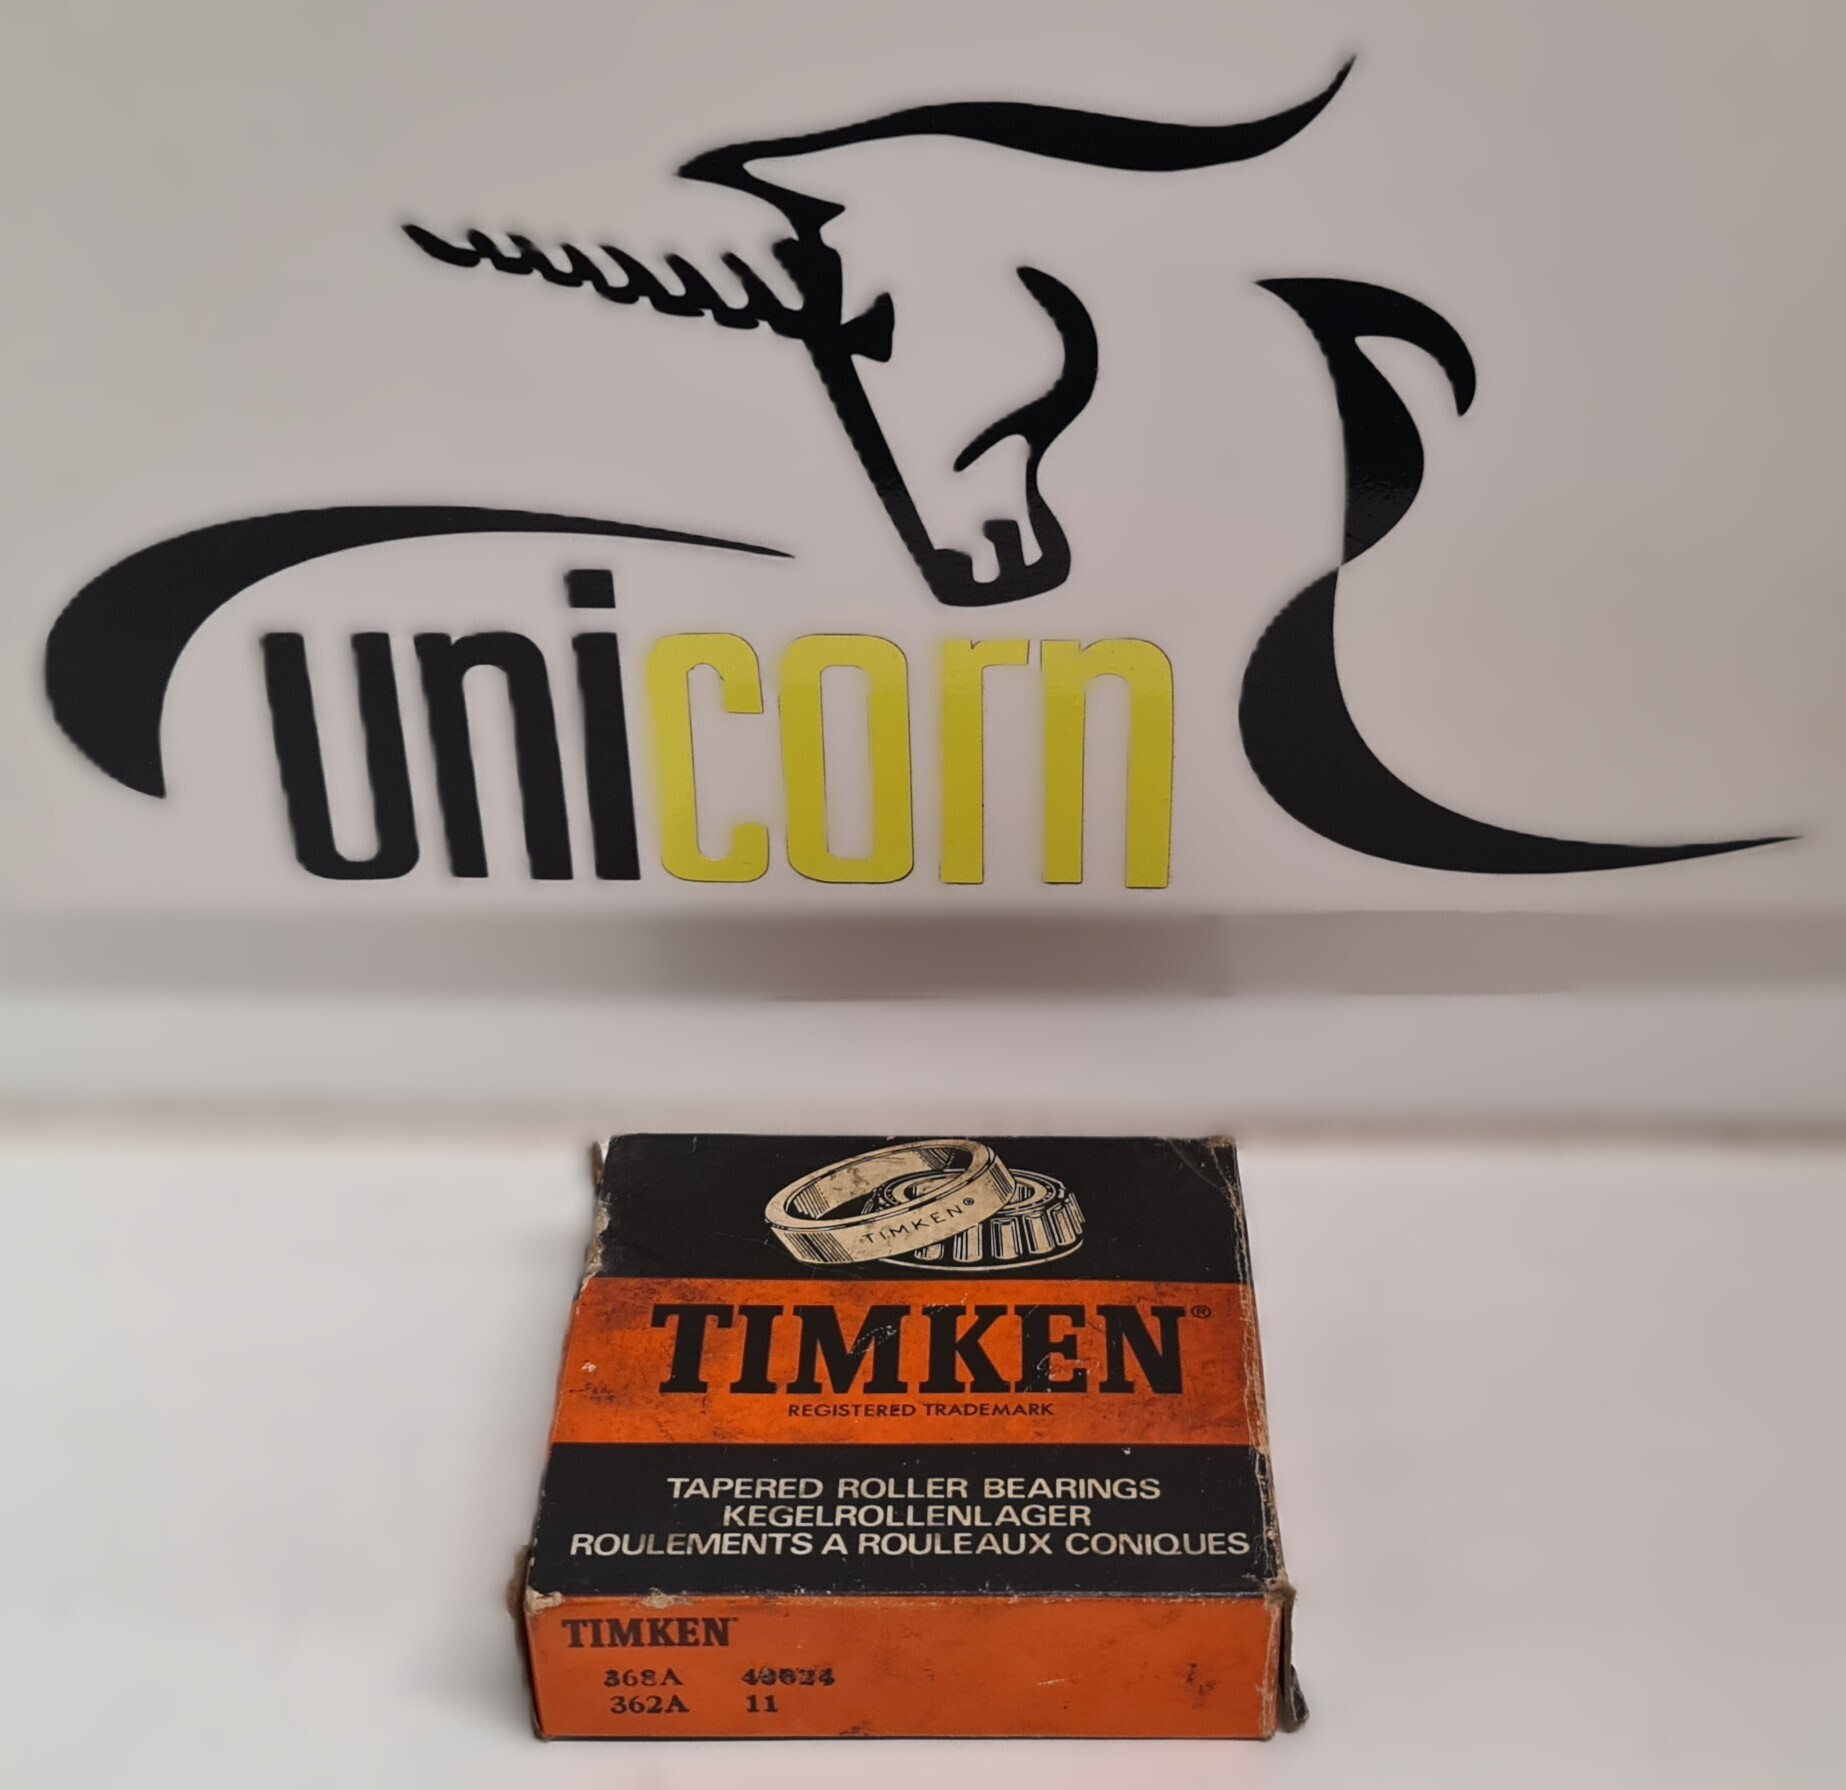 unicorn
TIMKEN®
TIMKEN®
REGISTERED TRADEMARK
TAPERED ROLLER BEARINGS
KEGELROLLENLAGER
ROULEMENTS A ROULEAUX CONIQUES
TIMKEN
368A
362A 11